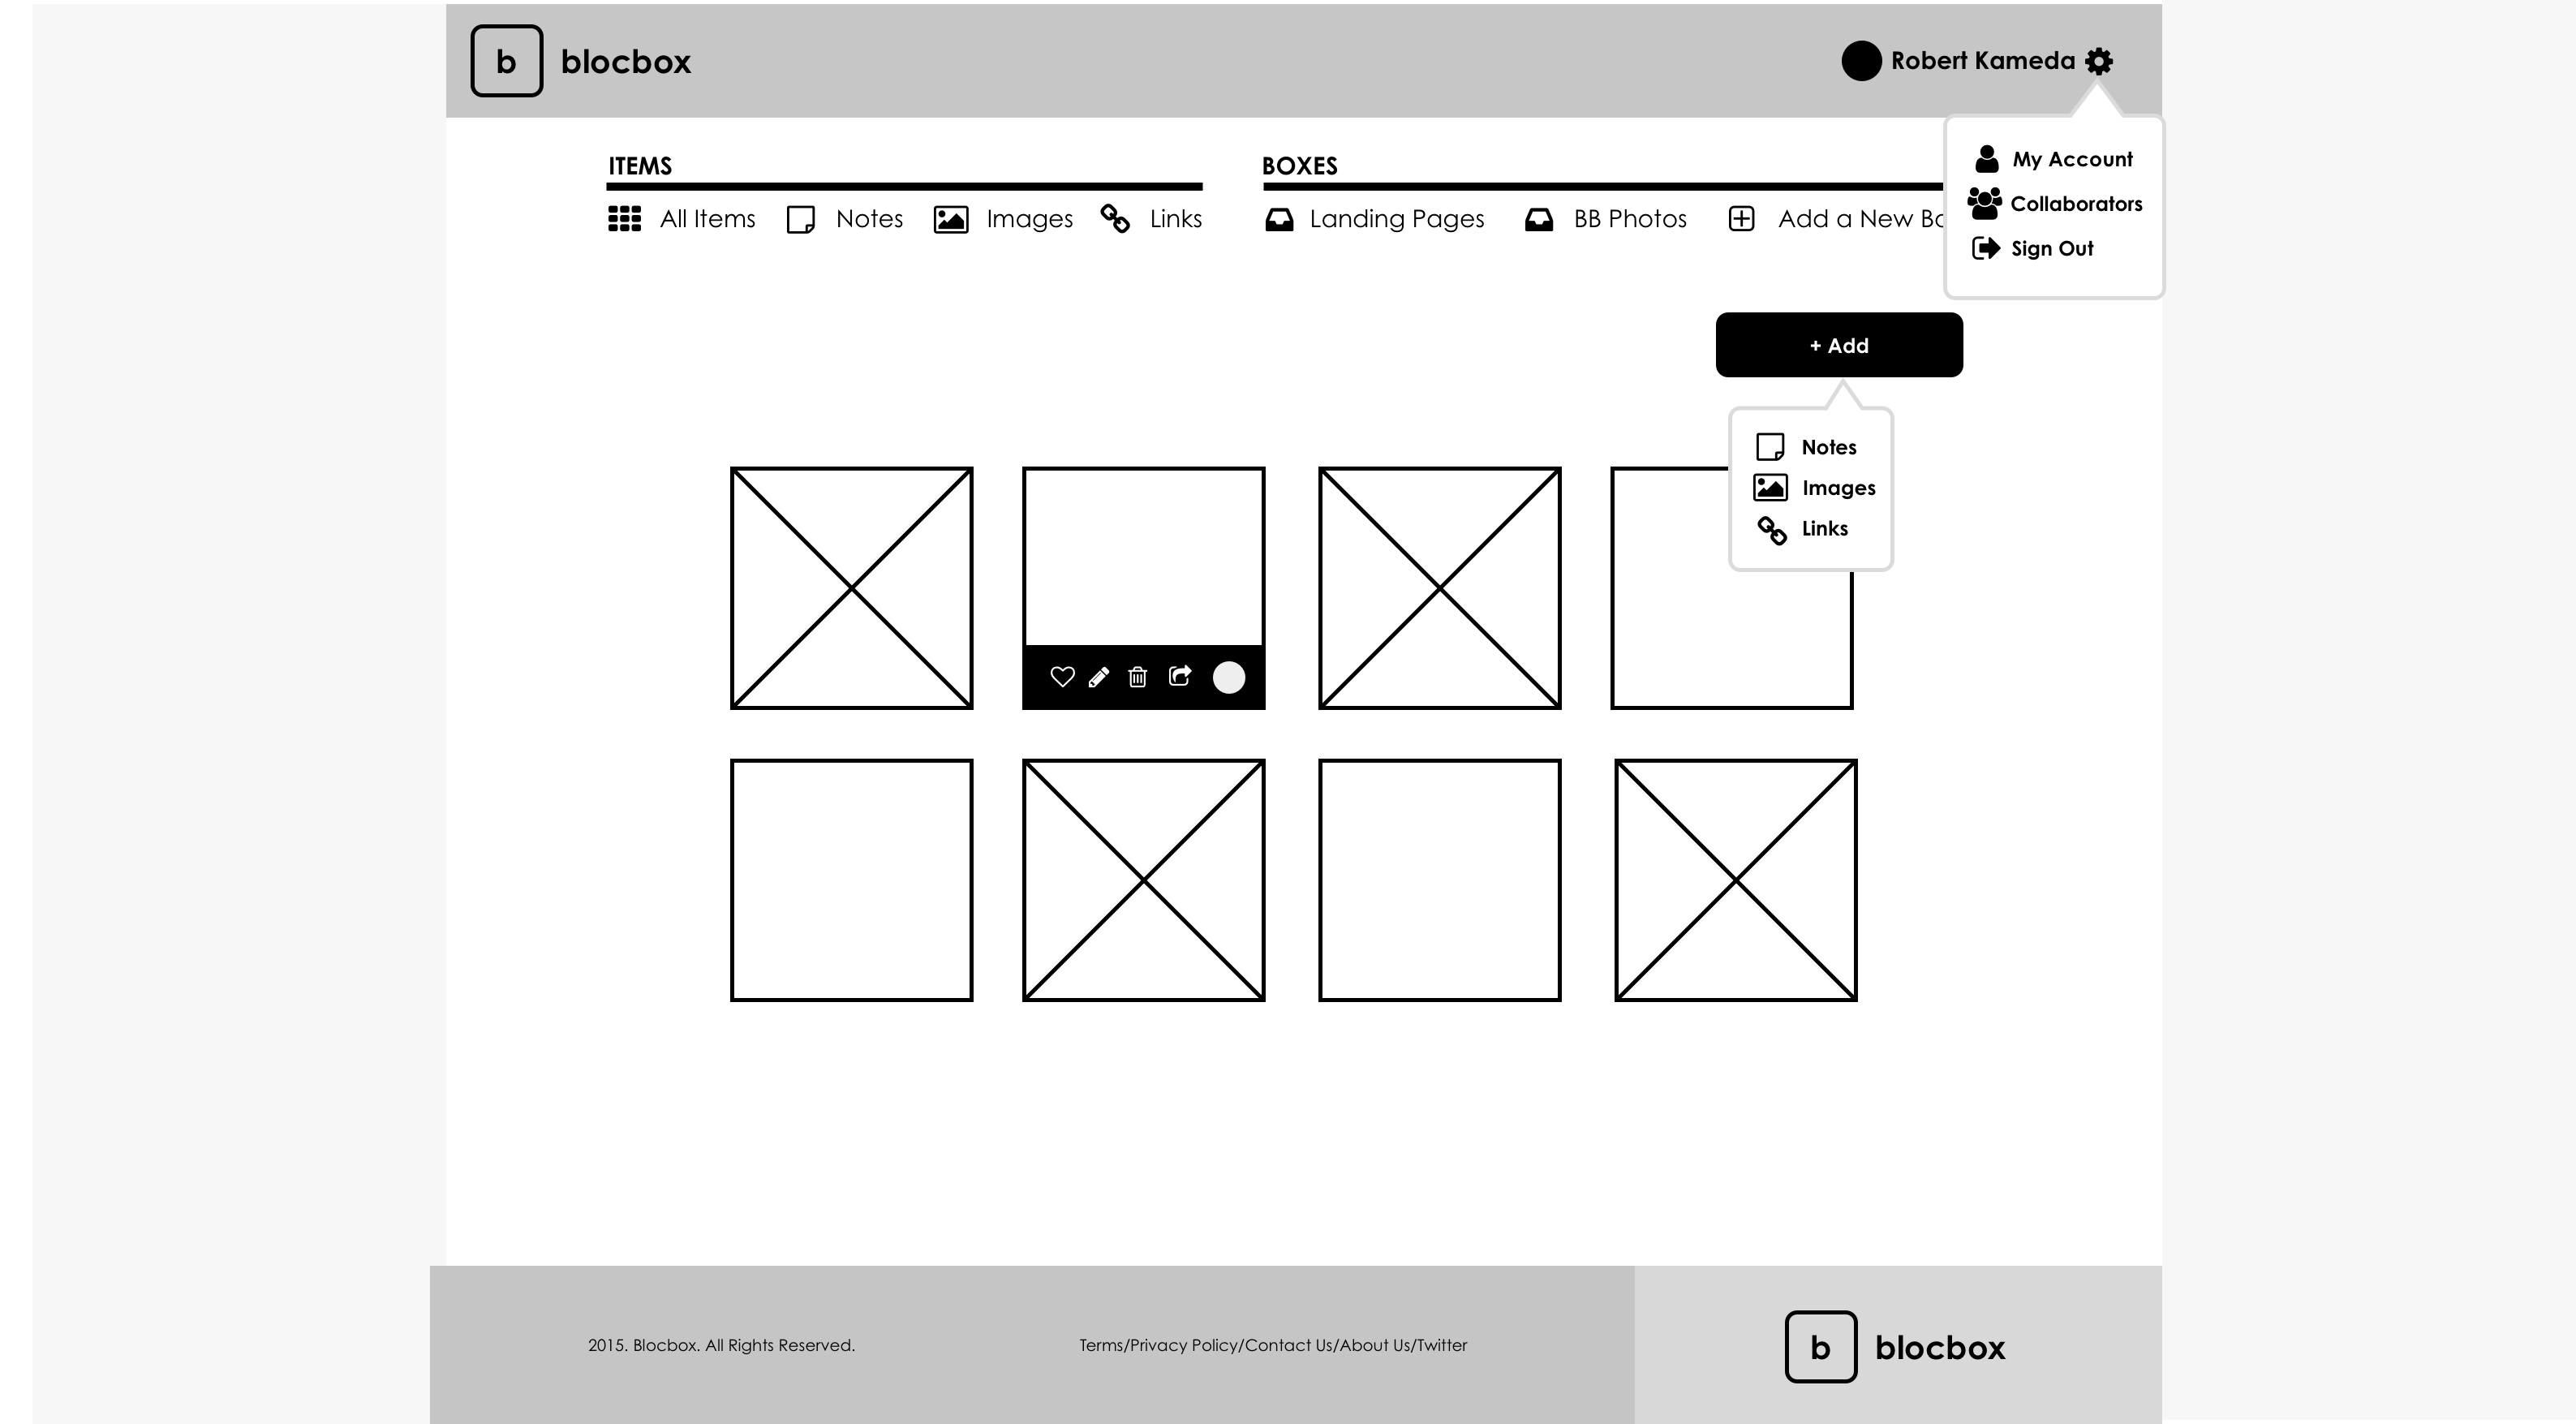 b blocbox
Robert Kameda
ITEMS
All Items Notes Images Links
BOXES
Landing Pages BB Photos Add a New
My Account
Collaborators
Sign Out
+ Add
Notes
Images
Links
2015. Blocbox. All Rights Reserved.
Terms/Privacy Policy/Contact Us/About Us/Twitter
b blocbox